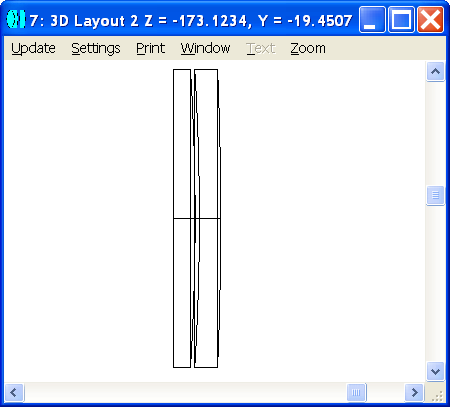 7: 3D Layout 2 Z = -173.1234, Y = -19.4507
Update Settings Print Window Text Zoom